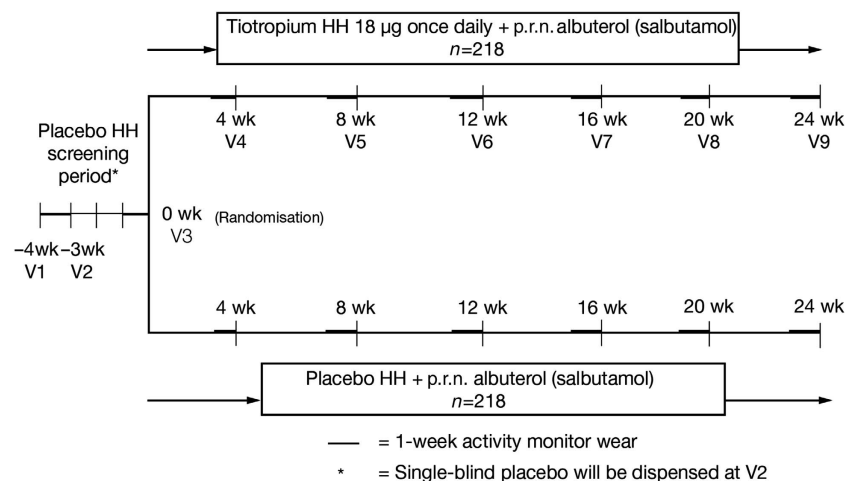 Tiotropium HH 18 µg once daily + p.r.n. albuterol (salbutamol)
n=218
4 wk 8 wk 12 wk 16 wk 20 wk 24 wk
V4 V5 V6 V7 V8 V9
Placebo HH
screening
period*
0 wk (Randomisation)
V3
–4wk –3wk
V1 V2
4 wk 8 wk 12 wk 16 wk 20 wk 24 wk
Placebo HH + p.r.n. albuterol (salbutamol)
n=218
= 1-week activity monitor wear
* = Single-blind placebo will be dispensed at V2